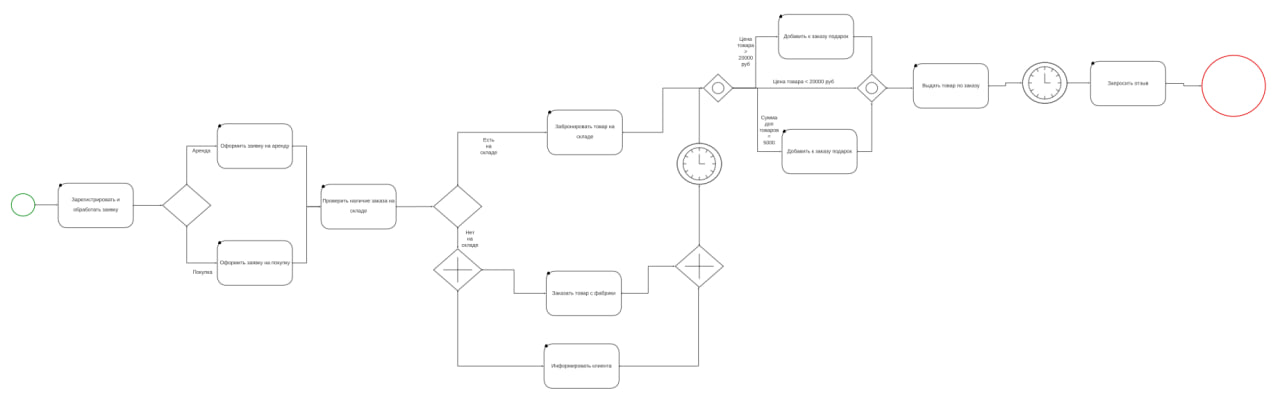 Зарегистрировать и
обработать заявку
Аренда
Покупка
Оформить заявку на аренду
Оформить заявку на покупку
Проверить наличие заказа на
складе
Есть
на
складе
Нет
на
складе
Забронировать товар на
складе
Заказать товар с фабрики
Информировать клиента
Цена
товара
>
20000
руб
Цена товара < 20000 руб
Сумма
доп
товаров
=
5000
Добавить к заказу подарок
Добавить к заказу подарок
Выдать товар по заказу
Запросить отзыв